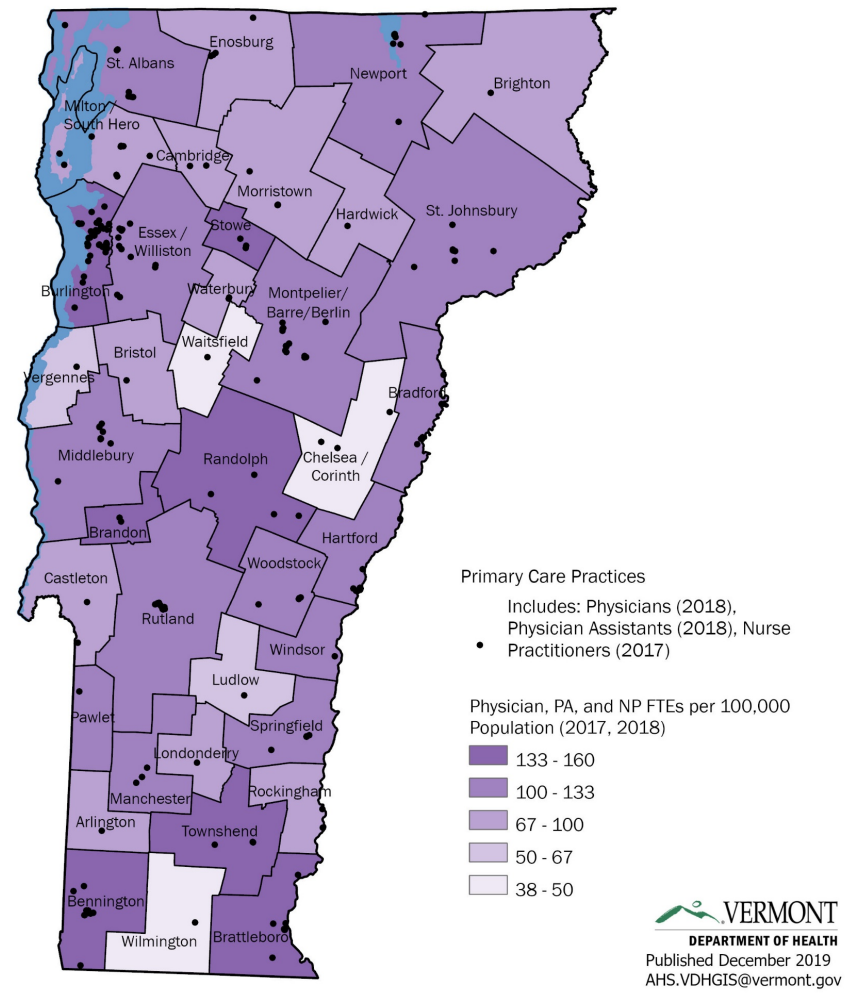 Enosburg
St. Albans
Newport
Brighton
Milton /
South Hero
Cambridge
Morristown
Hardwick
St. Johnsbury
Stowe
Essex /
Williston
Burlington
Waterbury
Montpelier/
Barre/Berlin
Waitsfield
Bristol
Vergennes
Bradford
Middlebury
Randolph
Chelsea /
Corinth
Brandon
Hartford
Woodstock
Castleton
Rutland
Windsor
Ludlow
Pawlet
Springfield
Londonderry
Manchester
Rockingham
Arlington
Townshend
Bennington
Wilmington
Brattleboro
Primary Care Practices
Includes: Physicians (2018),
Physician Assistants (2018), Nurse
Practitioners (2017)
Physician, PA, and NP FTEs per 100,000
Population (2017, 2018)
133 - 160
100 - 133
67 - 100
50 - 67
38 - 50
VERMONT
DEPARTMENT OF HEALTH
Published December 2019
AHS.VDHGIS@vermont.gov